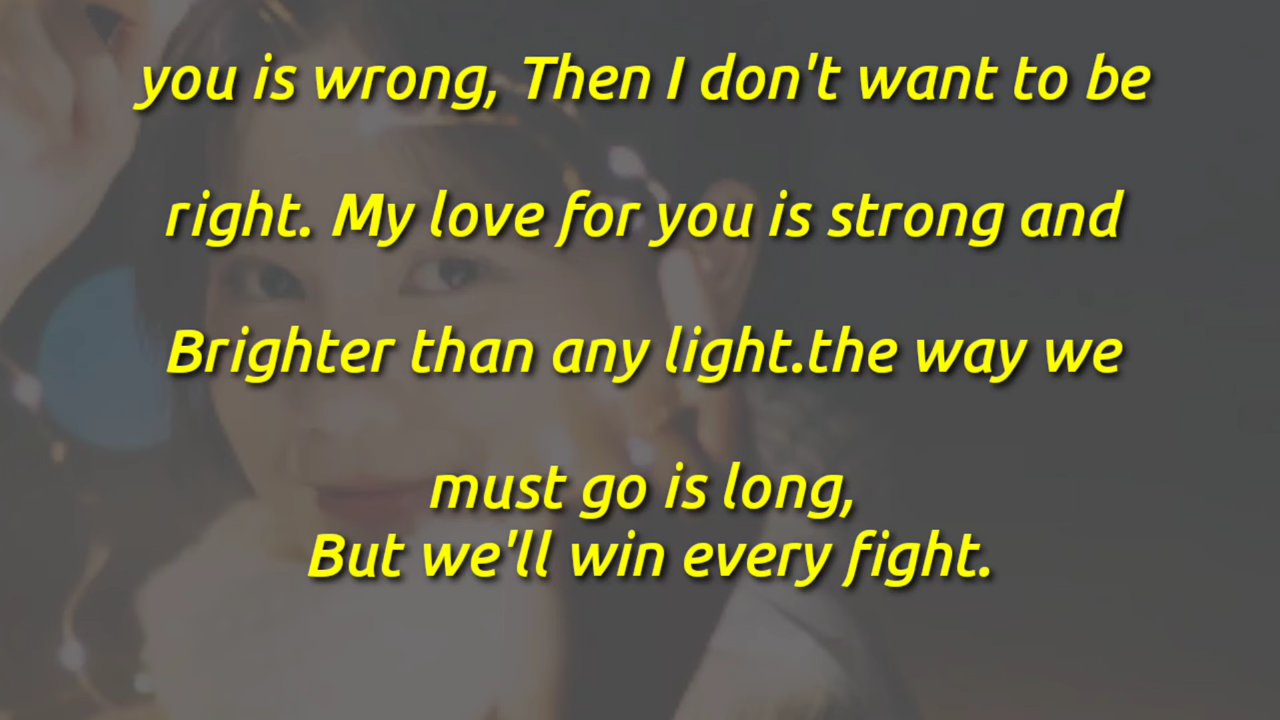 you is wrong, Then I don't want to be
right. My love for you is strong and
Brighter than any light.the way we
must go is long,
But we'll win every fight.